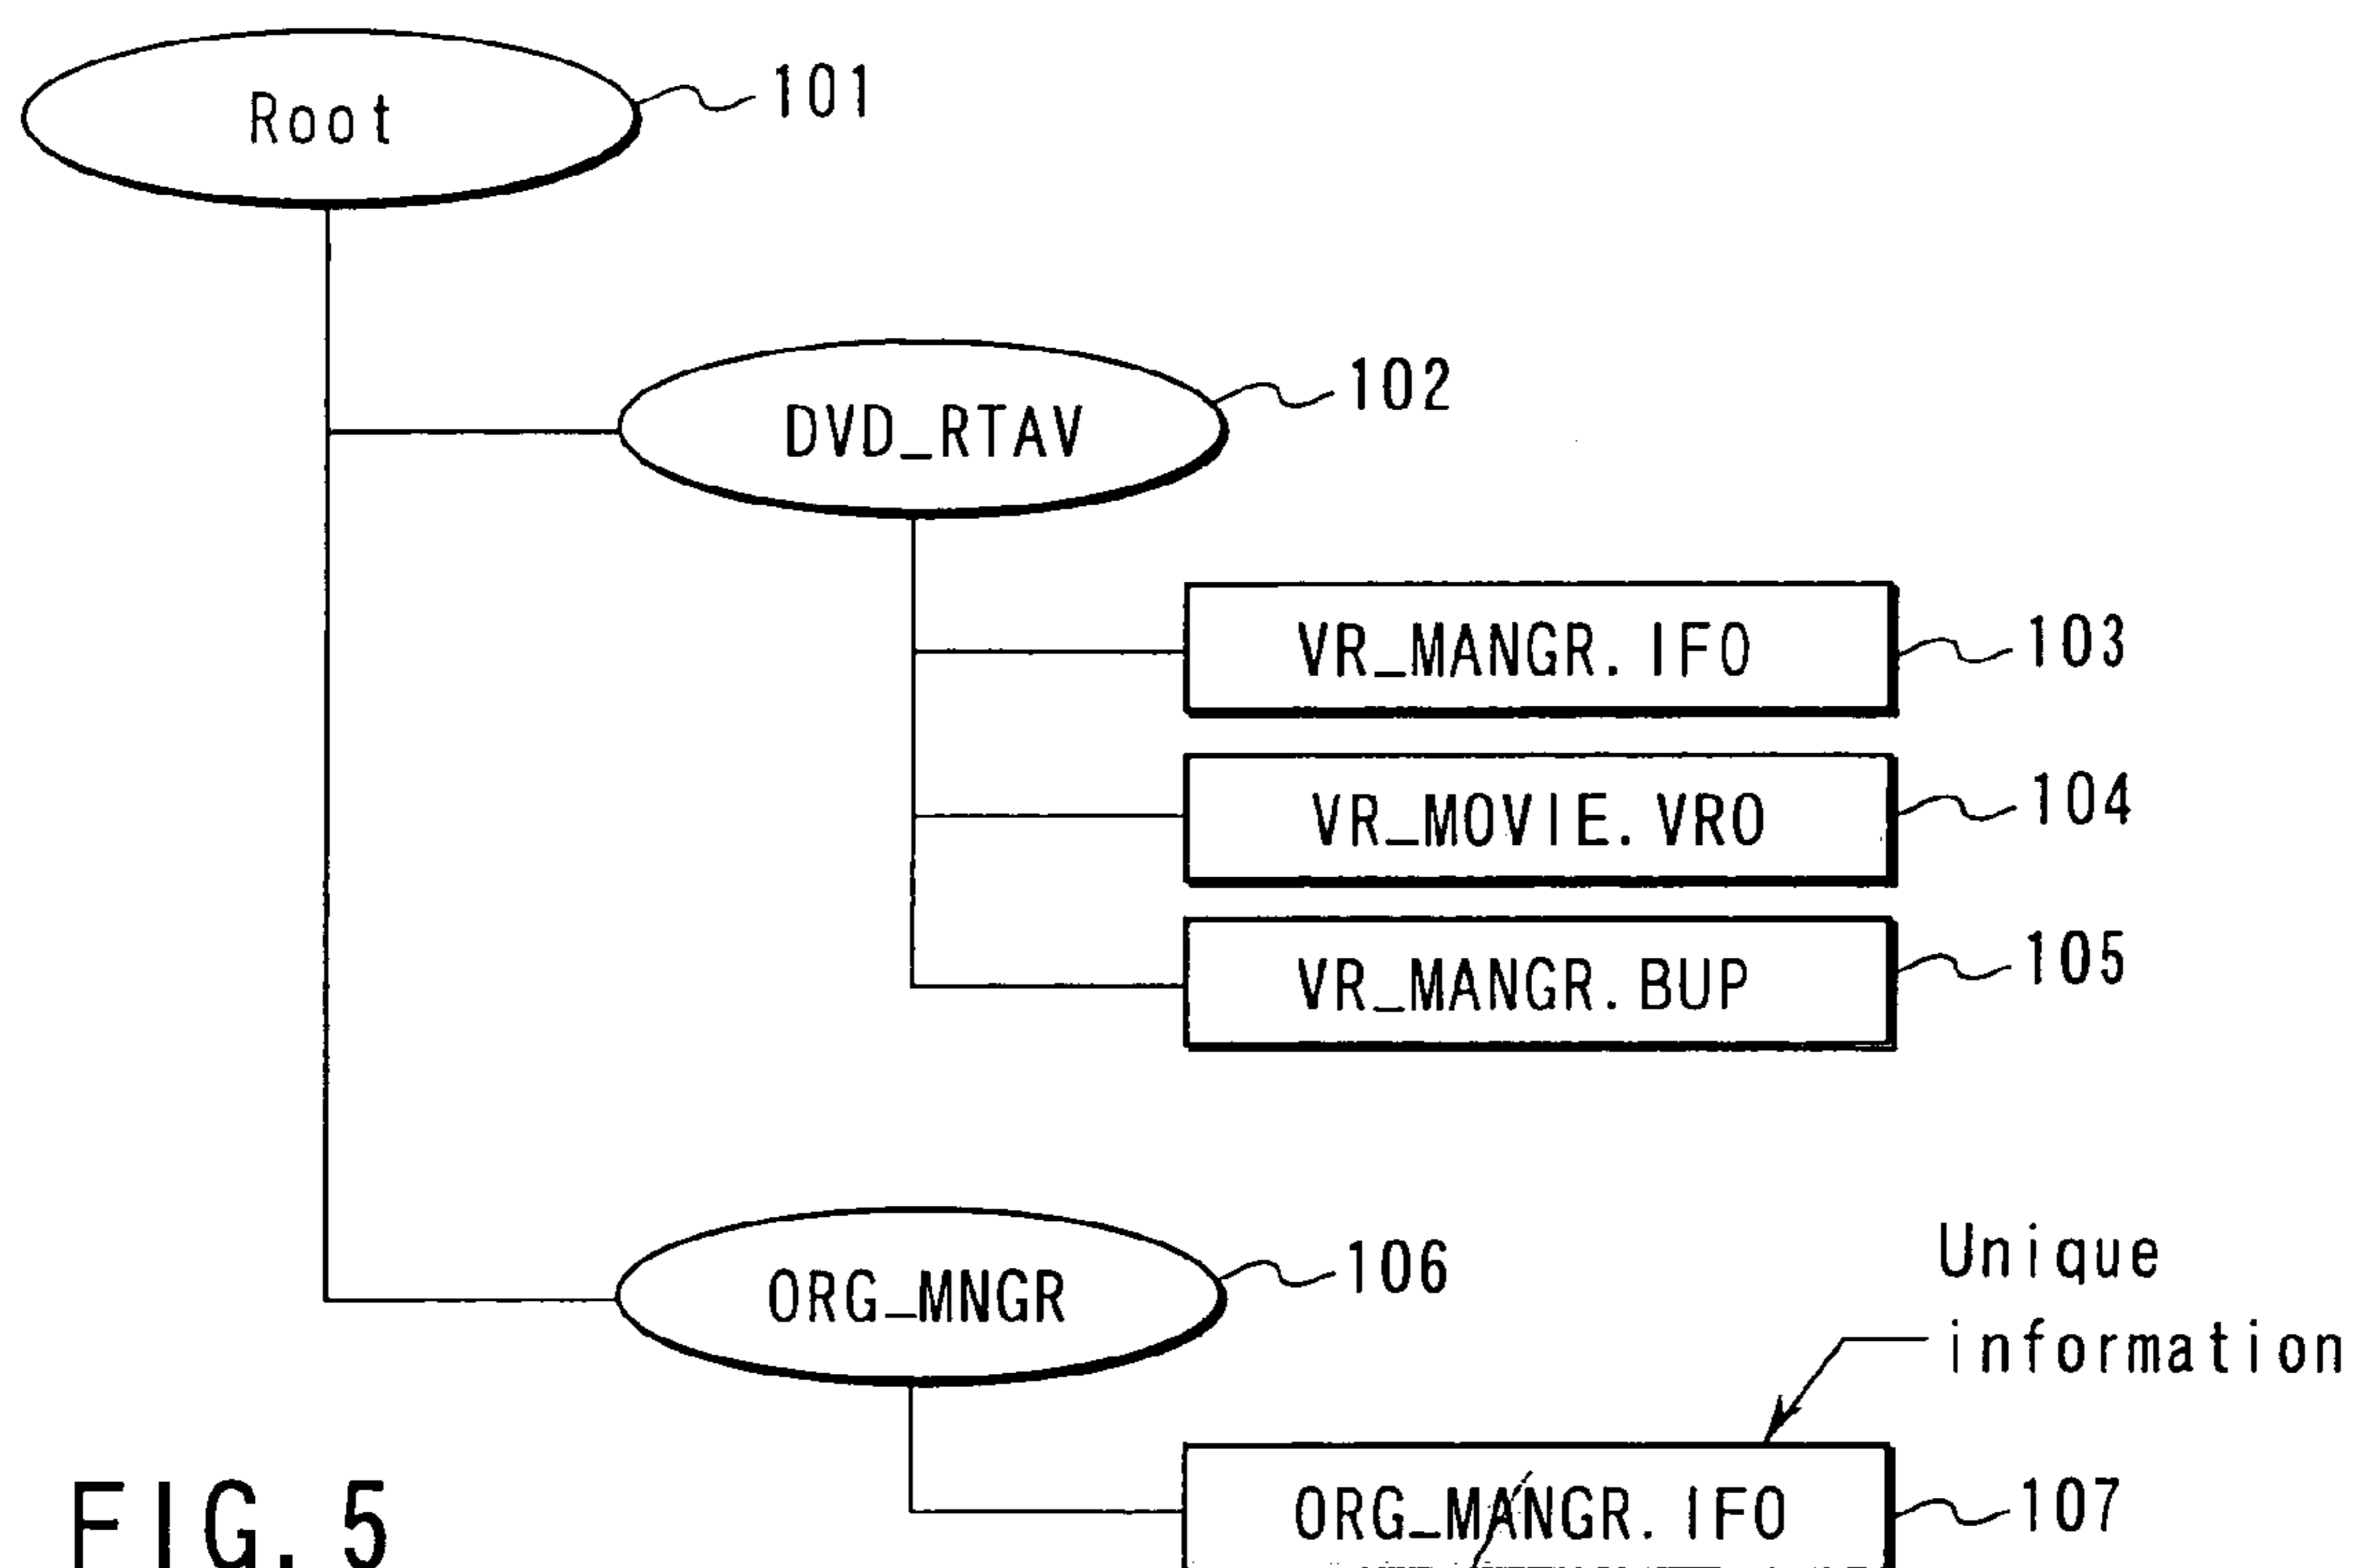 Root
101
DVD_RTAV
102
VR_MANGR.IFO
103
VR_MOVIE.VRO
104
VR_MANGR.BUP
105
ORG_MNGR
106
Unique
information
ORG_MANGR.IFO
107
FIG. 5